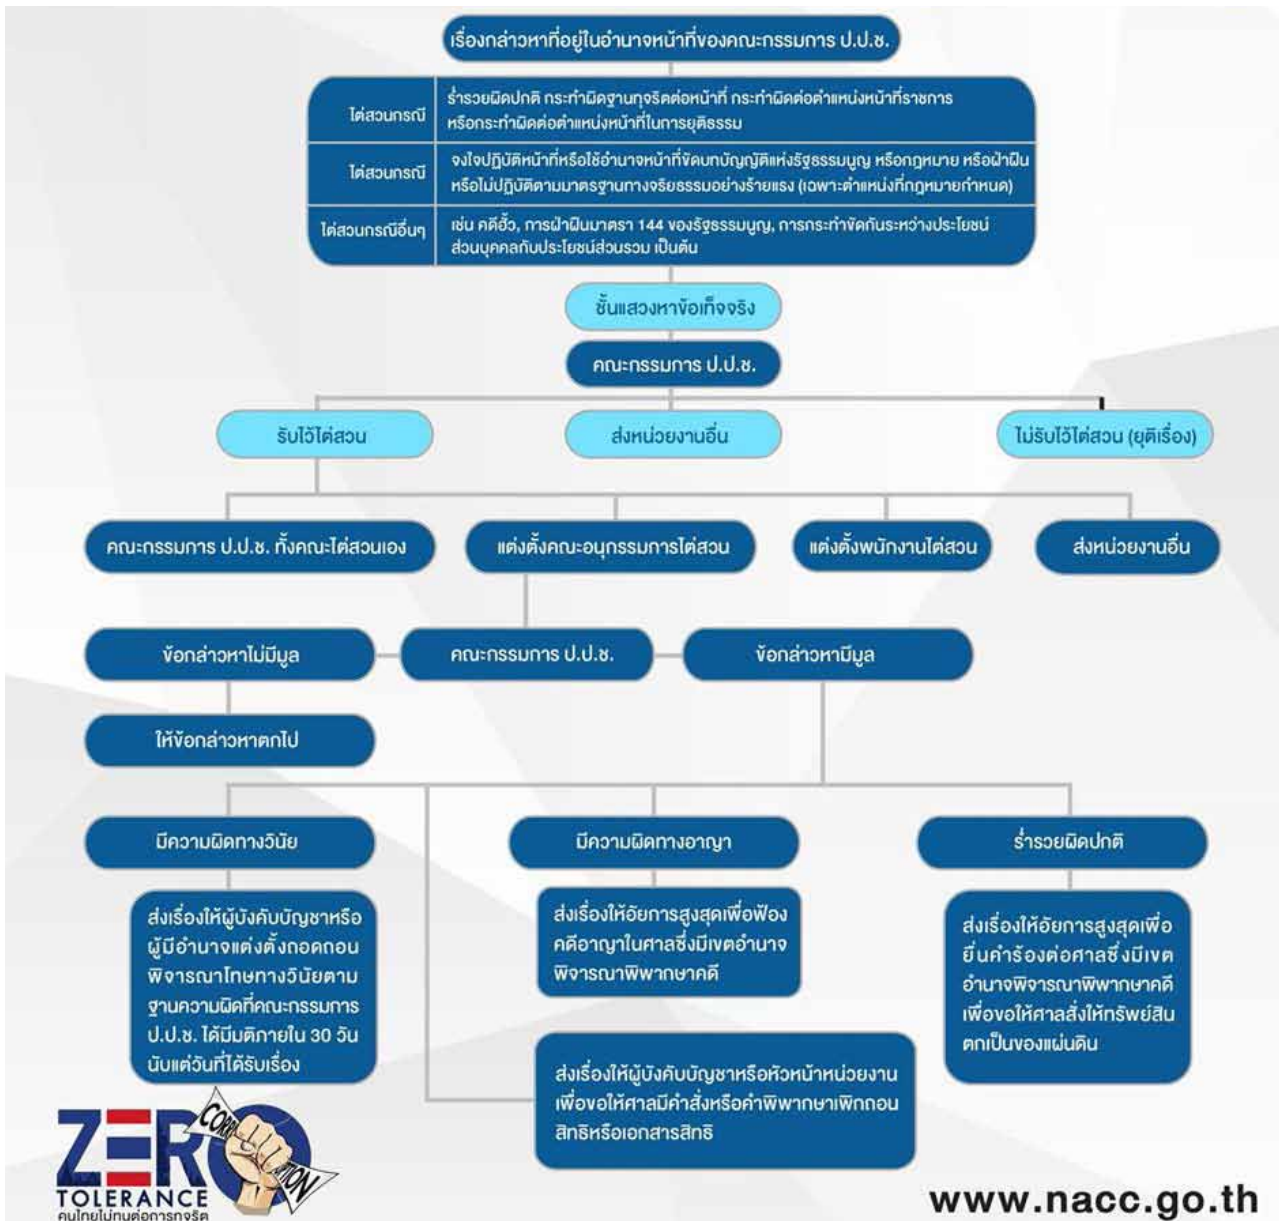 เรื่องกล่าวหาที่อยู่ในอำนาจหน้าที่ของคณะกรรมการ ป.ป.ช.
ไต่สวนกรณี
ร่ำรวยผิดปกติ กระทำผิดฐานทุจริตต่อหน้าที่ กระทำผิดต่อตำแหน่งหน้าที่ราชการ
หรือกระทำผิดต่อตำแหน่งหน้าที่ในการยุติธรรม
ไต่สวนกรณี
จงใจปฏิบัติหน้าที่หรือใช้อำนาจหน้าที่ขัดบทบัญญัติแห่งรัฐธรรมนูญ หรือกฎหมาย หรือฝ่าฝืน
หรือไม่ปฏิบัติตามมาตรฐานทางจริยธรรมอย่างร้ายแรง (เฉพาะตำแหน่งที่กฎหมายกำหนด)
ไต่สวนกรณีอื่นๆ
เช่น คดีฮั้ว, การฝ่าฝืนมาตรา 144 ของรัฐธรรมนูญ, การกระทำขัดกันระหว่างประโยชน์
ส่วนบุคคลกับประโยชน์ส่วนรวม เป็นต้น
ชั้นแสวงหาข้อเท็จจริง
คณะกรรมการ ป.ป.ช.
รับไว้ไต่สวน
ส่งหน่วยงานอื่น
ไม่รับไว้ไต่สวน (ยุติเรื่อง)
คณะกรรมการ ป.ป.ช. ทั้งคณะไต่สวนเอง
แต่งตั้งคณะอนุกรรมการไต่สวน
แต่งตั้งพนักงานไต่สวน
ส่งหน่วยงานอื่น
ข้อกล่าวหาไม่มีมูล
คณะกรรมการ ป.ป.ช.
ข้อกล่าวหามีมูล
ให้ข้อกล่าวหาตกไป
มีความผิดทางวินัย
มีความผิดทางอาญา
ร่ำรวยผิดปกติ
ส่งเรื่องให้ผู้บังคับบัญชาหรือ
ผู้มีอำนาจแต่งตั้งถอดถอน
พิจารณาโทษทางวินัยตาม
ฐานความผิดที่คณะกรรมการ
ป.ป.ช. ได้มีมติภายใน 30 วัน
นับแต่วันที่ได้รับเรื่อง
ส่งเรื่องให้อัยการสูงสุดเพื่อฟ้อง
คดีอาญาในศาลซึ่งมีเขตอำนาจ
พิจารณาพิพากษาคดี
ส่งเรื่องให้อัยการสูงสุดเพื่อ
ยื่นคำร้องต่อศาลซึ่งมีเขต
อำนาจพิจารณาพิพากษาคดี
เพื่อขอให้ศาลสั่งให้ทรัพย์สิน
ตกเป็นของแผ่นดิน
ส่งเรื่องให้ผู้บังคับบัญชาหรือหัวหน้าหน่วยงาน
เพื่อขอให้ศาลมีคำสั่งหรือคำพิพากษาเพิกถอน
สิทธิหรือเอกสารสิทธิ
ZERO
TOLERANCE
คนไทยไม่ทนต่อการทุจริต
www.nacc.go.th